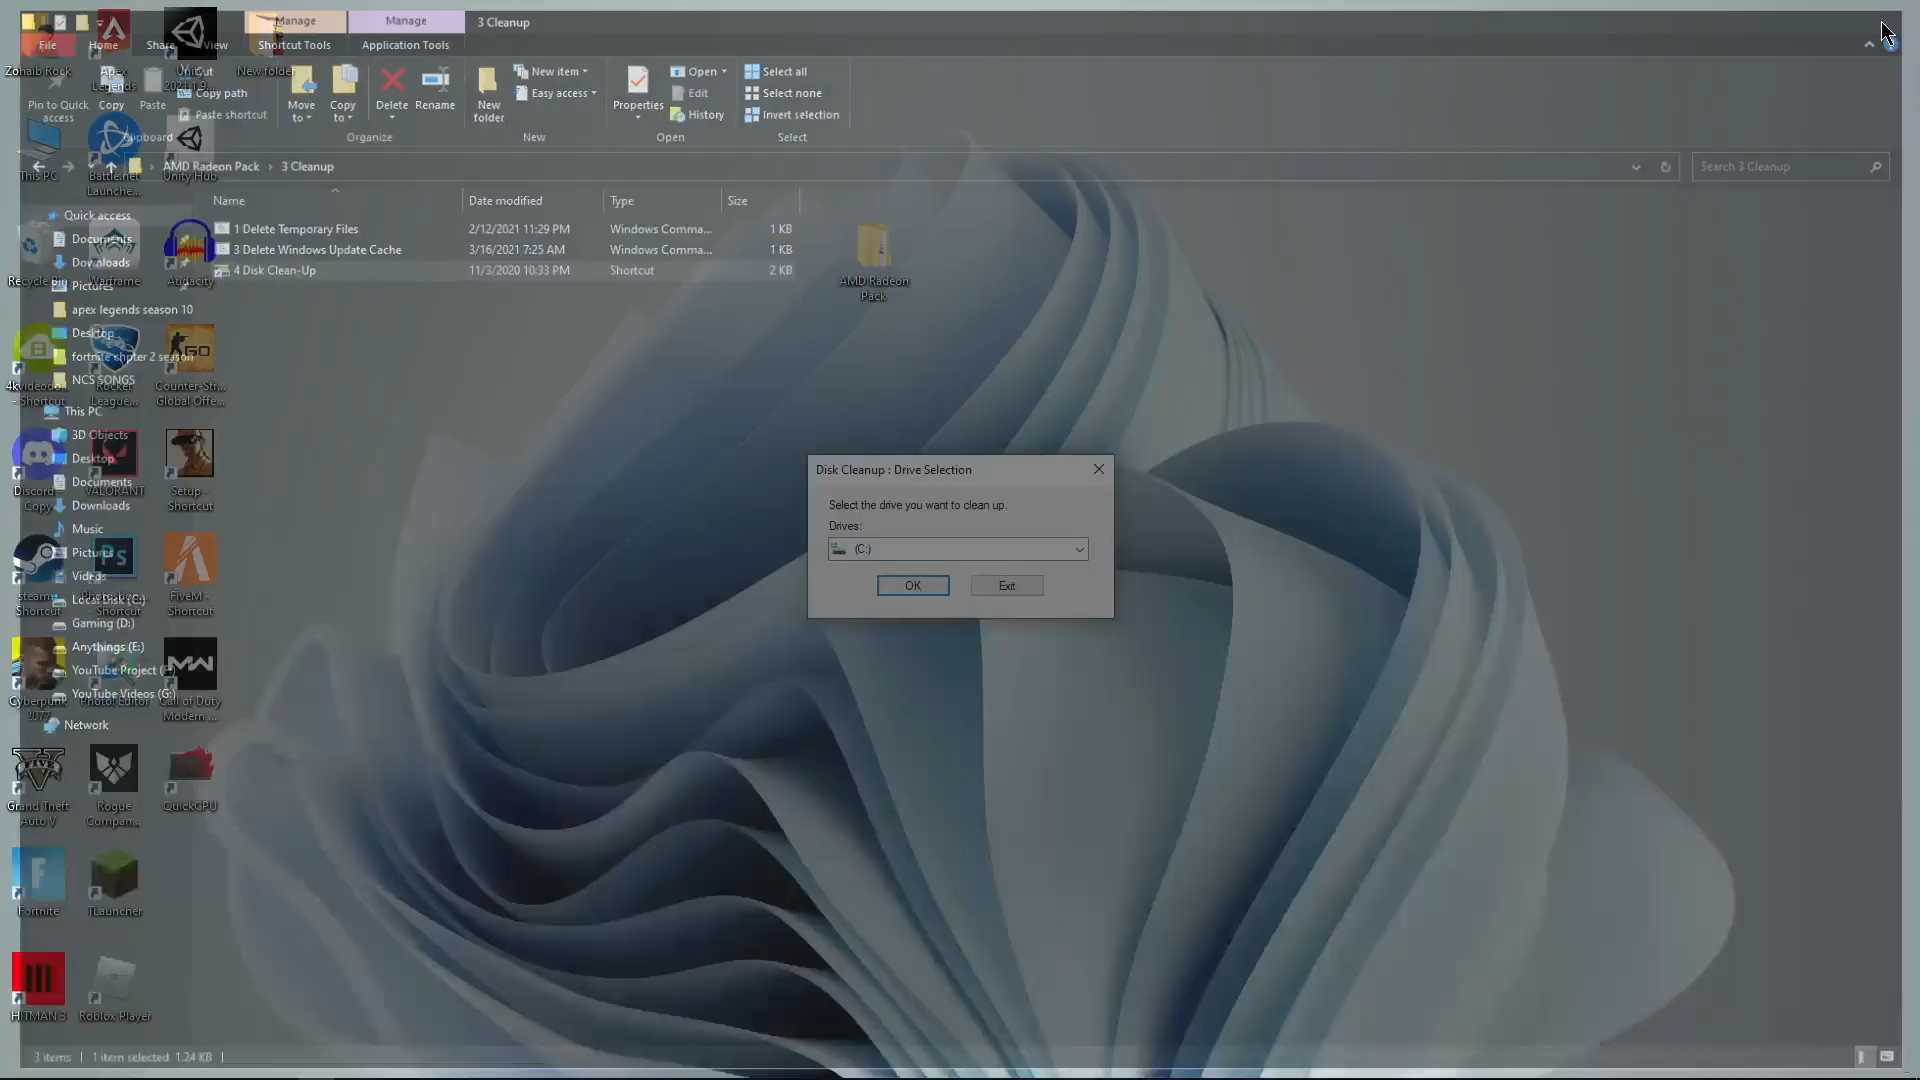 Manage
Manage
3 Cleanup
File
Home
Share
View
Shortcut Tools
Application Tools
Zohaib Rock
Apex Legends
New folder
Cut
Copy path
Paste shortcut
Pin to Quick access
Copy
Paste
Move to
Copy to
Delete
Rename
New folder
New item
Easy access
Properties
Open
Edit
History
Select all
Select none
Invert selection
Clipboard
Organize
New
Open
Select
This PC
Battle.net Launche...
Unity Hub
AMD Radeon Pack
3 Cleanup
Search 3 Cleanup
Name
Date modified
Type
Size
1 Delete Temporary Files
2/12/2021 11:29 PM
Windows Comma...
1 KB
3 Delete Windows Update Cache
3/16/2021 7:25 AM
Windows Comma...
1 KB
4 Disk Clean-Up
11/3/2020 10:33 PM
Shortcut
2 KB
AMD Radeon
Pack
Quick access
Documents
Downloads
Pictures
apex legends season 10
Desktop
fortnite chpter 2 season
NCS SONGS
This PC
3D Objects
Desktop
Documents
Downloads
Music
Pictures
Videos
Local Disk (C:)
Gaming (D:)
Anythings (E:)
YouTube Project (F:)
YouTube Videos (G:)
Network
Recycle Bin
Warframe
Audacity
- Shortcut
Rocket
League...
Counter-Str...
Global Offe...
GO
Discord -
Copy
VALORANT
Setup -
Shortcut
Ps
steam -
Shortcut
Photoshop...
- Shortcut
FiveM -
Shortcut
Cyberpunk
2077
Photo! Editor
Call of Duty
Modern ...
MW
FIVE
Grand Theft
Auto V
Rogue
Compan...
QuickCPU
Fortnite
TLauncher
HITMAN 3
Roblox Player
Disk Cleanup : Drive Selection
Select the drive you want to clean up.
Drives:
(C:)
OK
Exit
3 items
1 item selected 1.24 KB